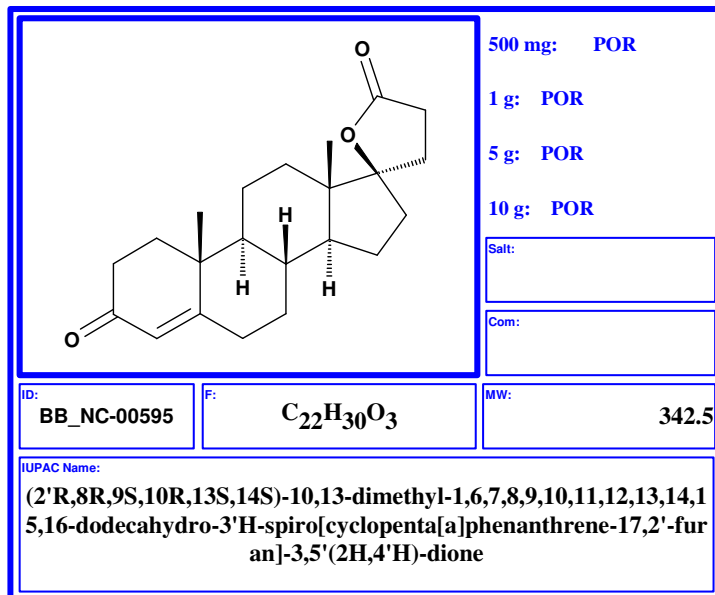 O
O
H
H
H
O
500 mg: POR
1 g: POR
5 g: POR
10 g: POR
Salt:
Com:
ID:
BB_NC-00595
F:
C22H30O3
MW:
342.5
IUPAC Name:
(2'R,8R,9S,10R,13S,14S)-10,13-dimethyl-1,6,7,8,9,10,11,12,13,14,1
5,16-dodecahydro-3'H-spiro[cyclopenta[a]phenanthrene-17,2'-fur
an]-3,5'(2H,4'H)-dione